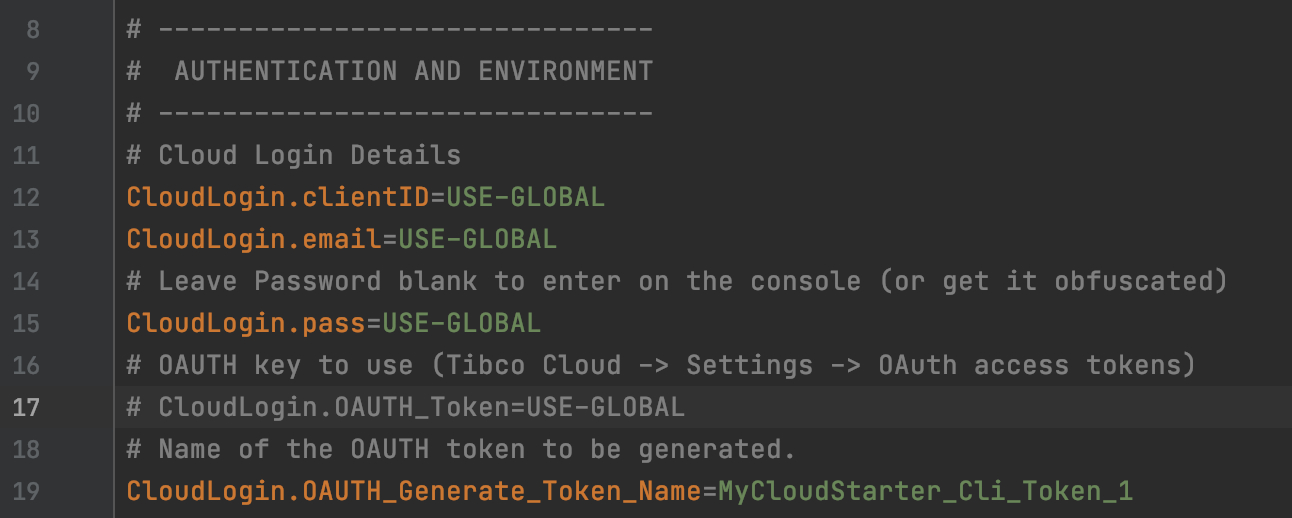 8 # -------------------------------
9 #  AUTHENTICATION AND ENVIRONMENT
10 # -------------------------------
11 # Cloud Login Details
12 CloudLogin.clientID=USE-GLOBAL
13 CloudLogin.email=USE-GLOBAL
14 # Leave Password blank to enter on the console (or get it obfuscated)
15 CloudLogin.pass=USE-GLOBAL
16 # OAUTH key to use (Tibco Cloud -> Settings -> OAuth access tokens)
17 # CloudLogin.OAUTH_Token=USE-GLOBAL
18 # Name of the OAUTH token to be generated.
19 CloudLogin.OAUTH_Generate_Token_Name=MyCloudStarter_Cli_Token_1